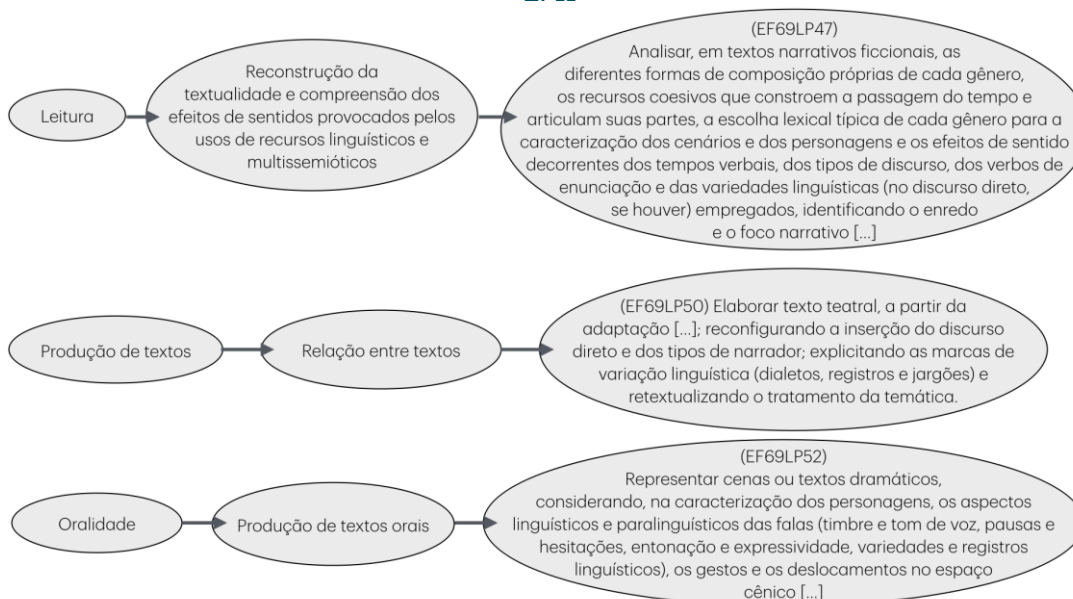 Leitura
Reconstrução da
textualidade e compreensão dos
efeitos de sentidos provocados pelos
usos de recursos linguísticos e
multissemióticos
(EF69LP47)
Analisar, em textos narrativos ficcionais, as
diferentes formas de composição próprias de cada gênero,
os recursos coesivos que constroem a passagem do tempo e
articulam suas partes, a escolha lexical típica de cada gênero para a
caracterização dos cenários e dos personagens e os efeitos de sentido
decorrentes dos tempos verbais, dos tipos de discurso, dos verbos de
enunciação e das variedades linguísticas (no discurso direto,
se houver) empregados, identificando o enredo
e o foco narrativo [...]
Produção de textos
Relação entre textos
(EF69LP50) Elaborar texto teatral, a partir da
adaptação [...]; reconfigurando a inserção do discurso
direto e dos tipos de narrador; explicitando as marcas de
variação linguística (dialetos, registros e jargões) e
retextualizando o tratamento da temática.
Oralidade
Produção de textos orais
(EF69LP52)
Representar cenas ou textos dramáticos,
considerando, na caracterização dos personagens, os aspectos
linguísticos e paralinguísticos das falas (timbre e tom de voz, pausas e
hesitações, entonação e expressividade, variedades e registros
linguísticos), os gestos e os deslocamentos no espaço
cênico [...]